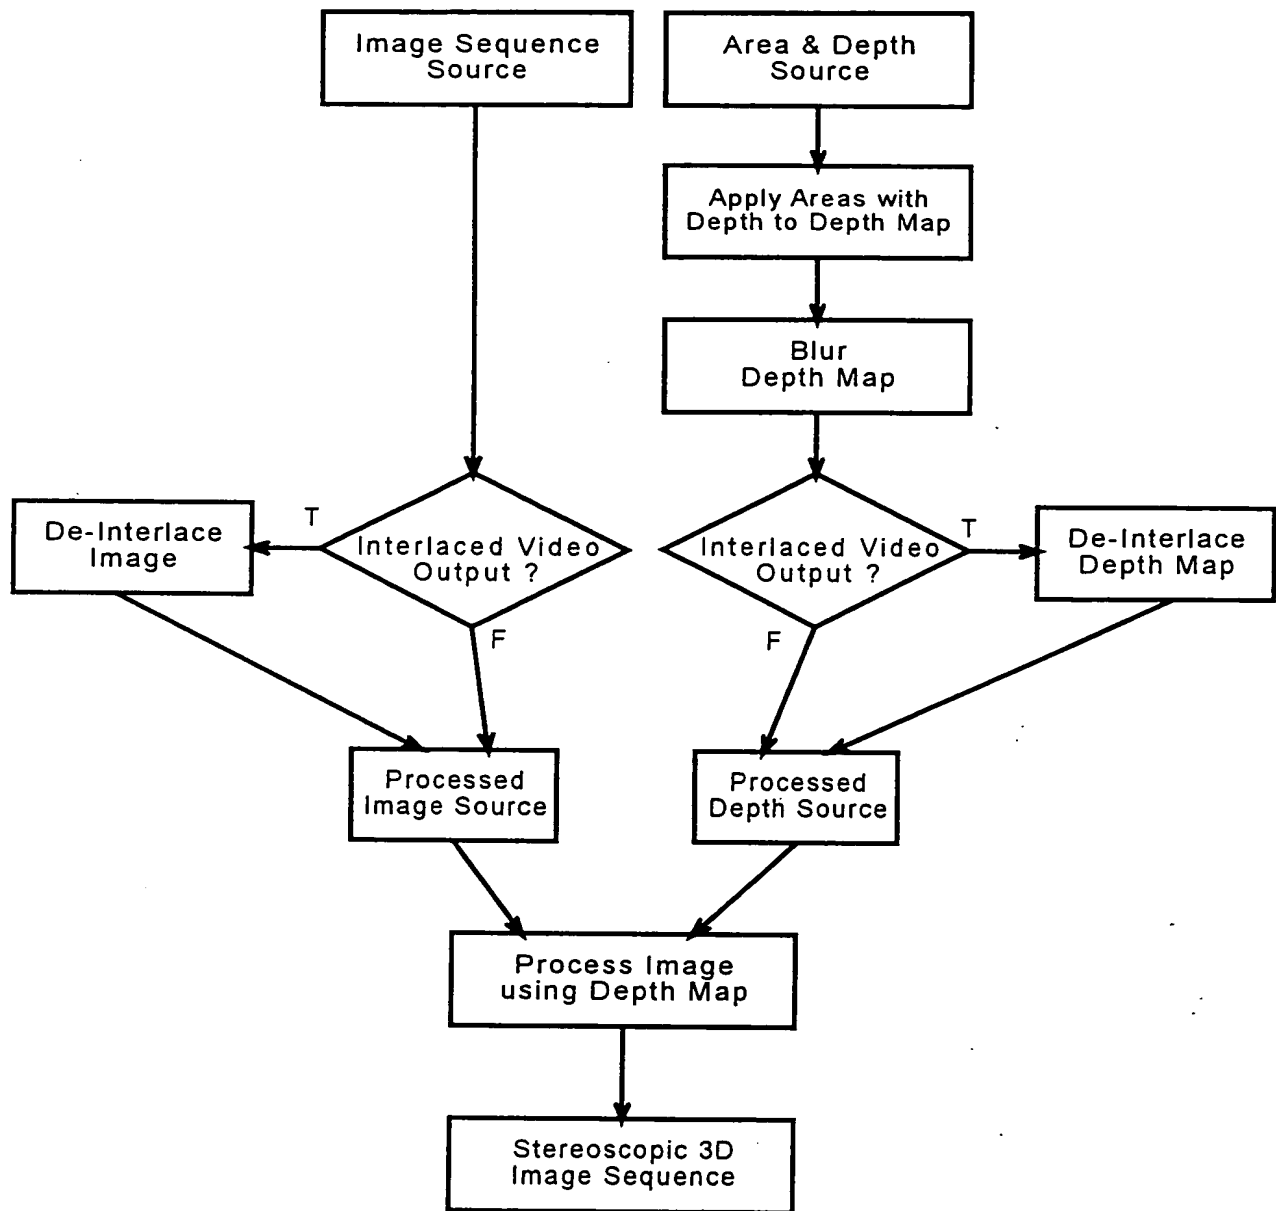 Image Sequence
Source
Area & Depth
Source
Apply Areas with
Depth to Depth Map
Blur
Depth Map
De-Interlace
Image
T
Interlaced Video
Output ?
F
Interlaced Video
Output ?
T
F
De-Interlace
Depth Map
Processed
Image Source
Processed
Depth Source
Process Image
using Depth Map
Stereoscopic 3D
Image Sequence